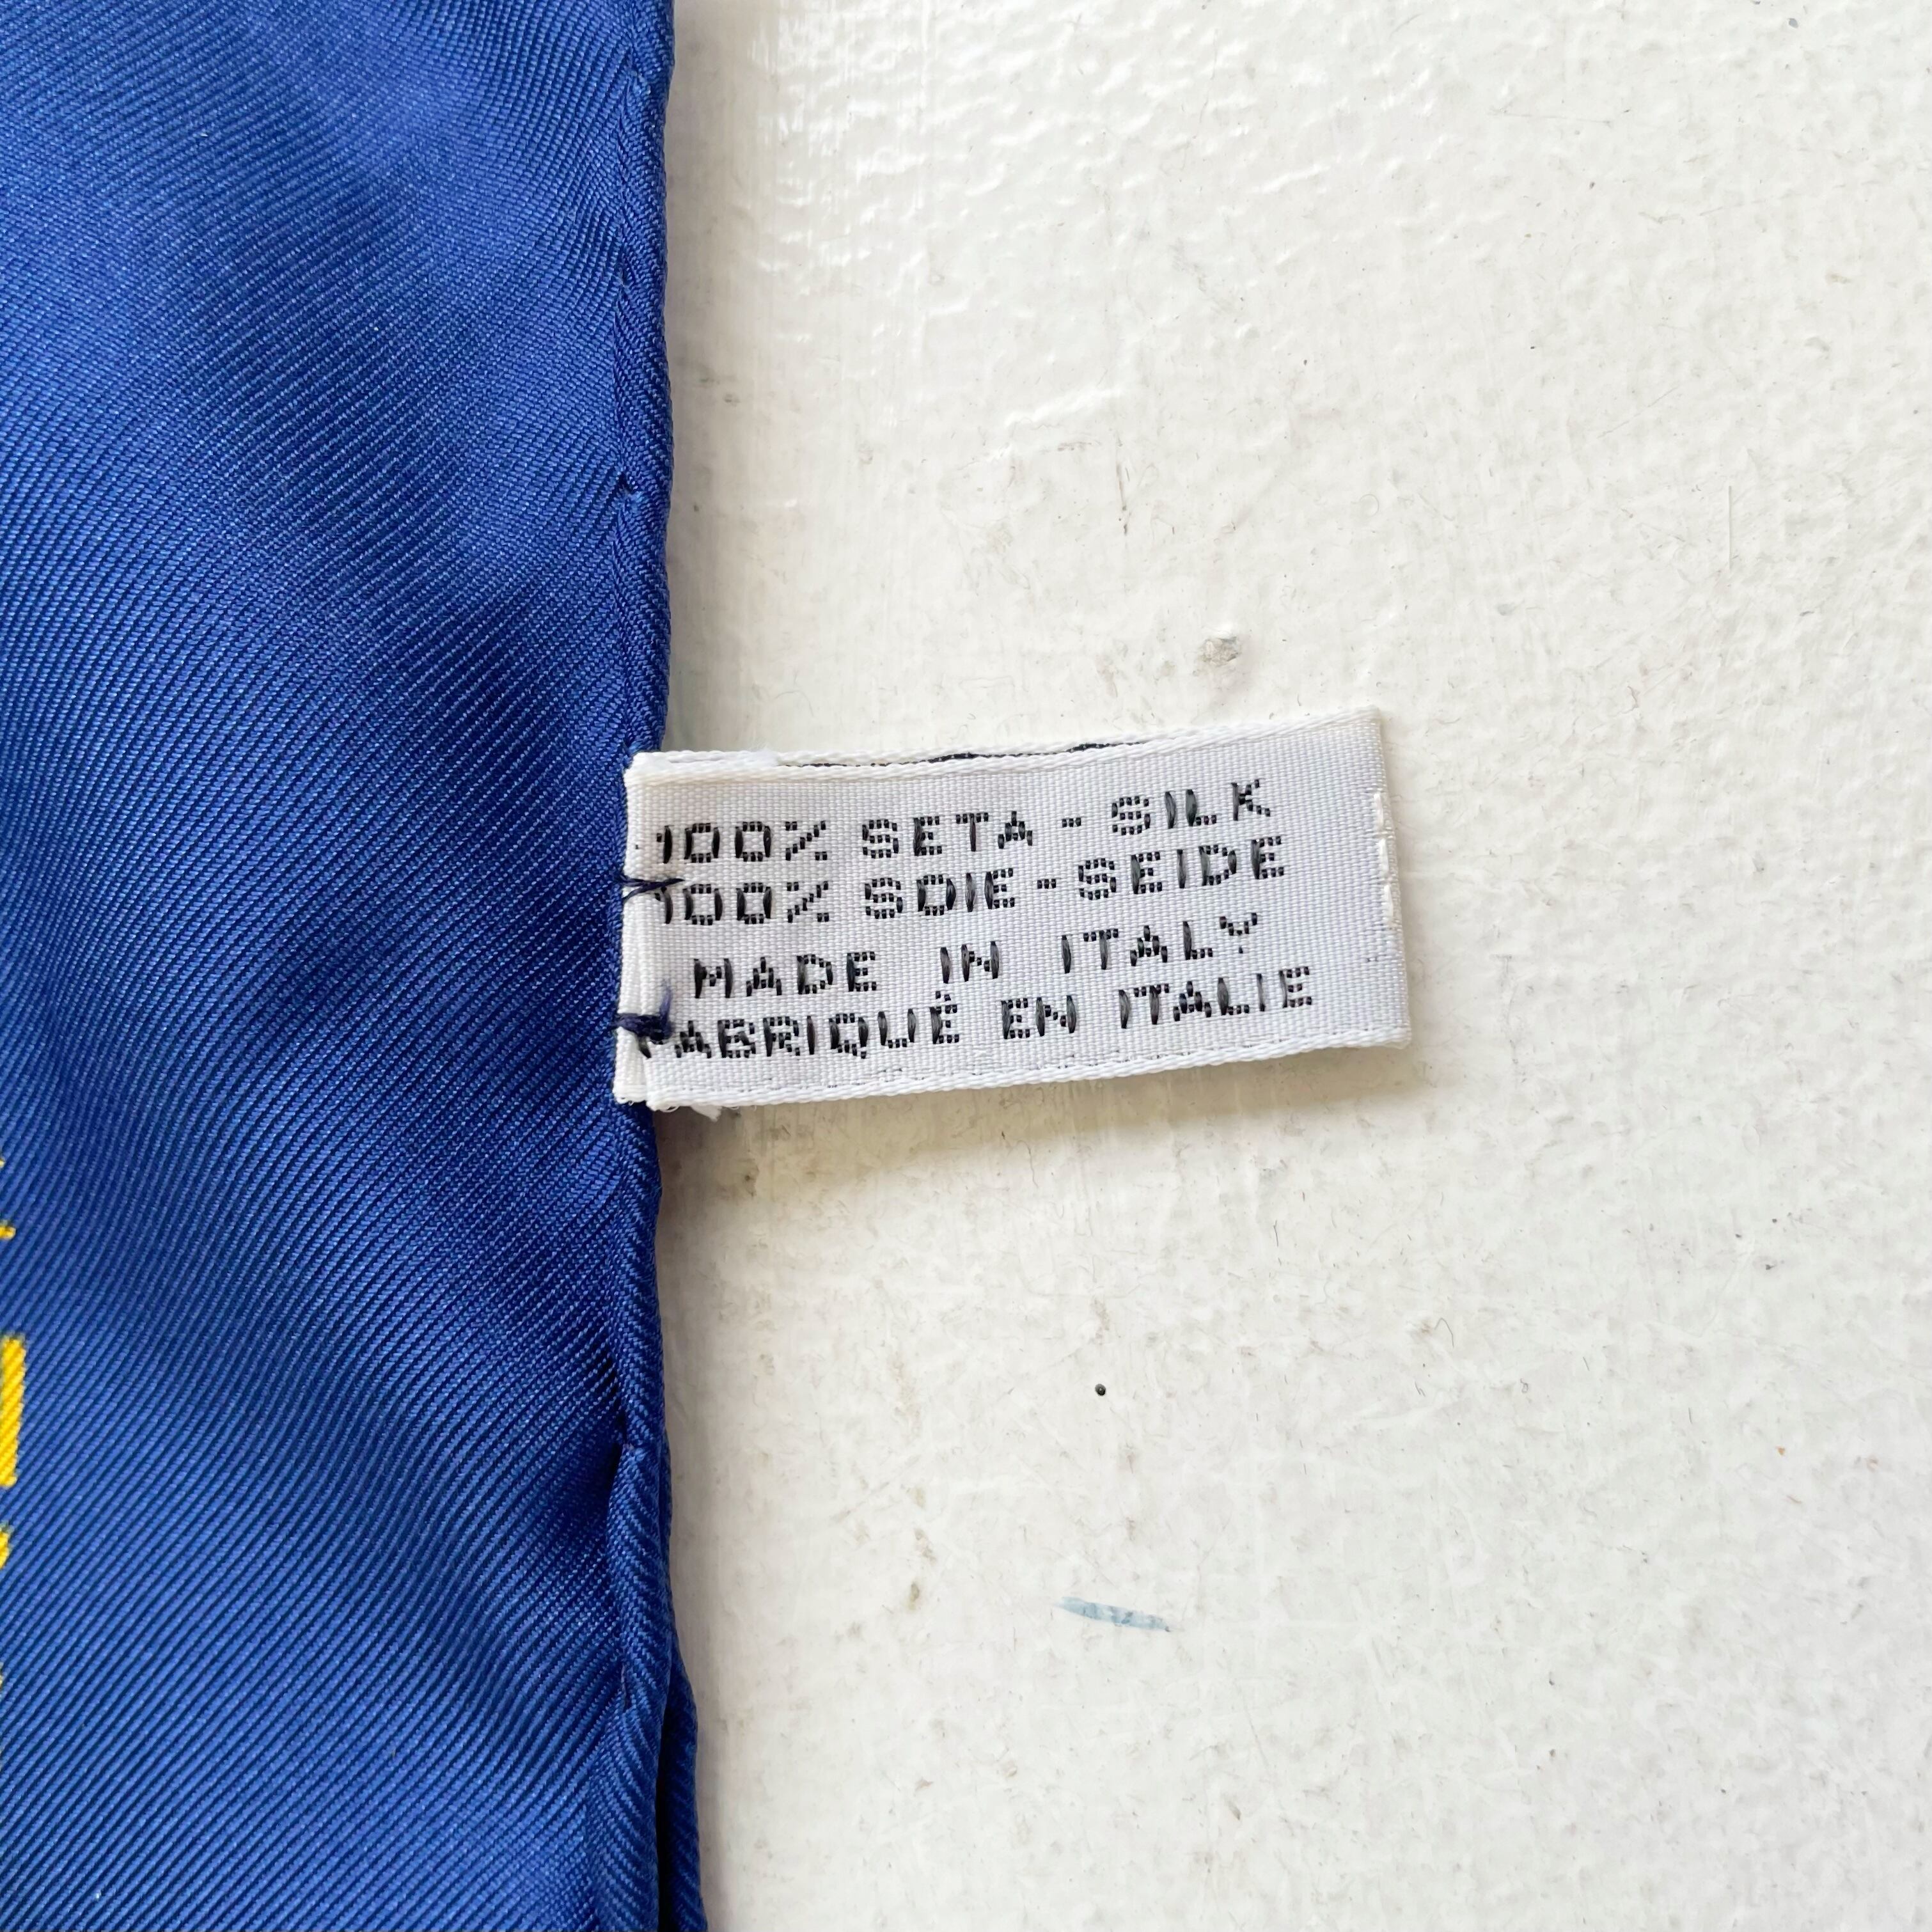 100% SETA - SILK
100% SOIE - SEIDE
MADE IN ITALY
FABRIQUÉ EN ITALIE